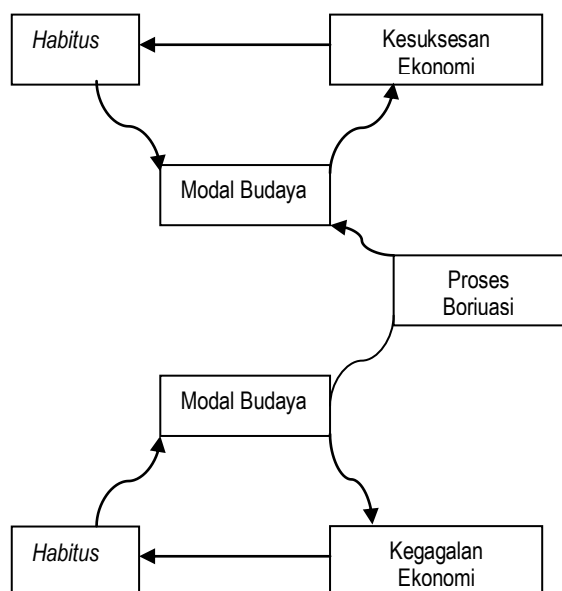 Habitus
Kesuksesan
Ekonomi
Modal Budaya
Proses
Boriuasi
Modal Budaya
Habitus
Kegagalan
Ekonomi